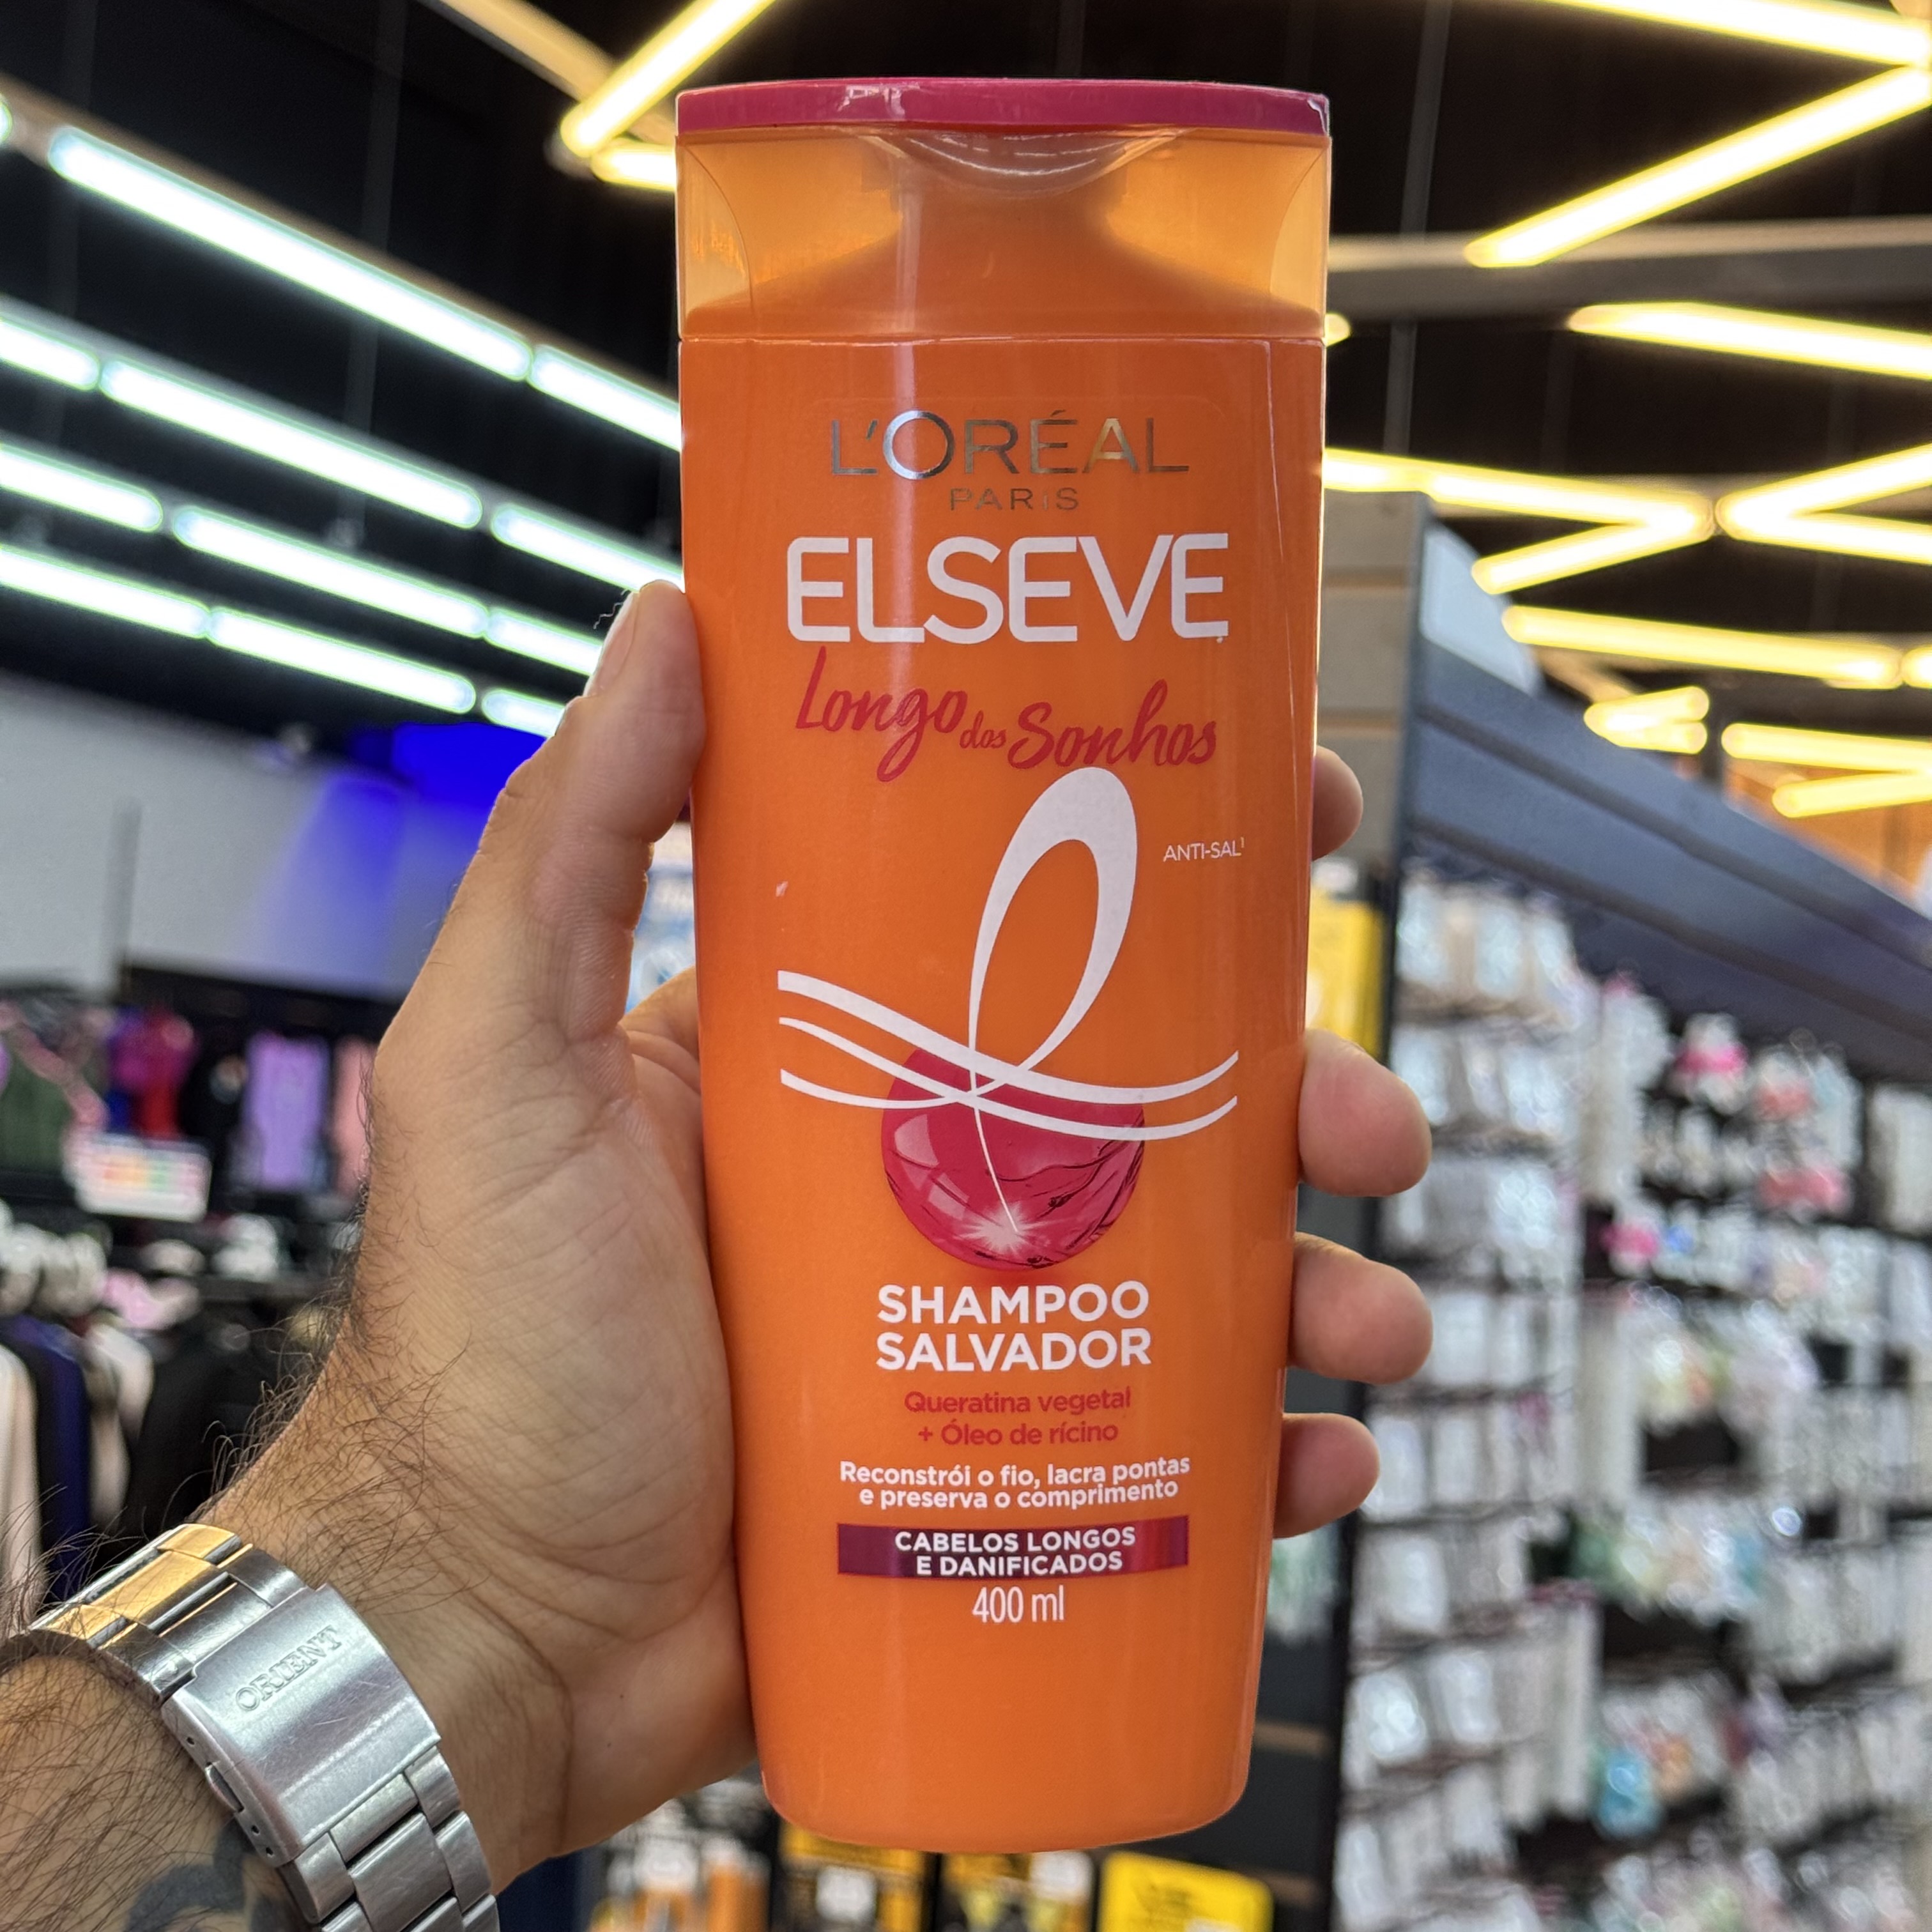 L'ORÉAL
PARIS
ELSEVE
Longo dos Sonhos
ANTI-SAL¹
SHAMPOO
SALVADOR
Queratina vegetal
+ Óleo de rícino
Reconstrói o fio, lacra pontas
e preserva o comprimento
CABELOS LONGOS
E DANIFICADOS
400 ml
ORIENT